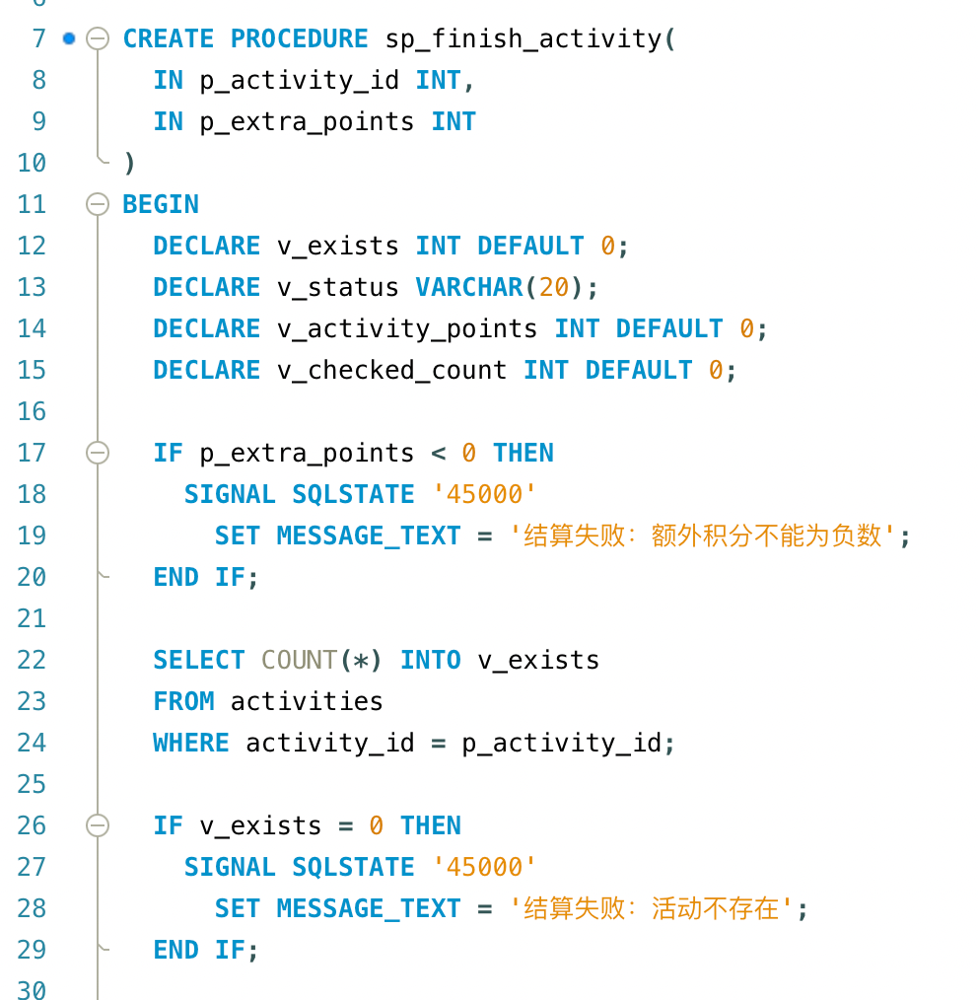 7 CREATE PROCEDURE sp_finish_activity(
8 IN p_activity_id INT,
9 IN p_extra_points INT
10 )
11 BEGIN
12 DECLARE v_exists INT DEFAULT 0;
13 DECLARE v_status VARCHAR(20);
14 DECLARE v_activity_points INT DEFAULT 0;
15 DECLARE v_checked_count INT DEFAULT 0;
16
17 IF p_extra_points < 0 THEN
18 SIGNAL SQLSTATE '45000'
19 SET MESSAGE_TEXT = '结算失败：额外积分不能为负数';
20 END IF;
21
22 SELECT COUNT(*) INTO v_exists
23 FROM activities
24 WHERE activity_id = p_activity_id;
25
26 IF v_exists = 0 THEN
27 SIGNAL SQLSTATE '45000'
28 SET MESSAGE_TEXT = '结算失败：活动不存在';
29 END IF;
30